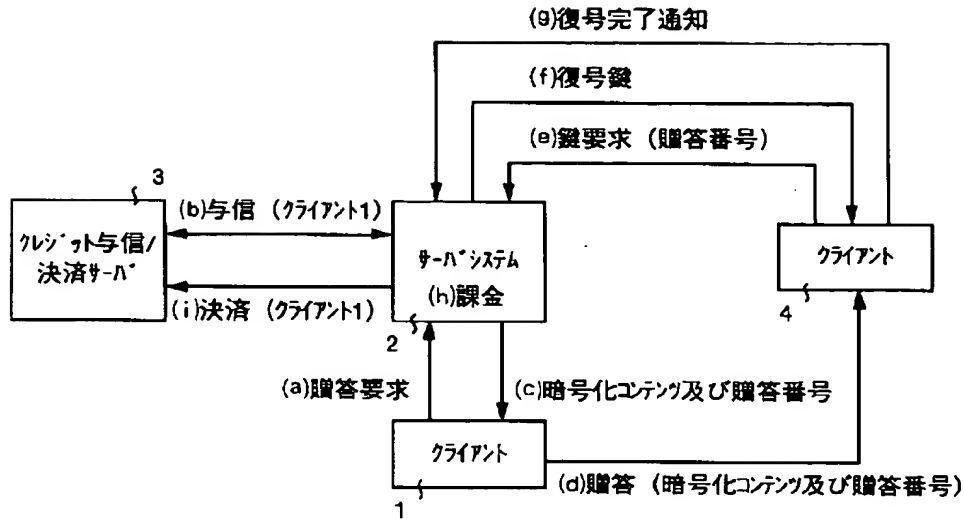 (g)復号完了通知
(f)復号鍵
(e)鍵要求 (贈答番号)
3
(b)与信 (クライアント1)
クレジット与信/
決済サーバ
サーバシステム
(h)課金
クライアント
(i)決済 (クライアント1)
2
4
(a)贈答要求
(c)暗号化コンテンツ及び贈答番号
クライアント
1
(d)贈答 (暗号化コンテンツ及び贈答番号)